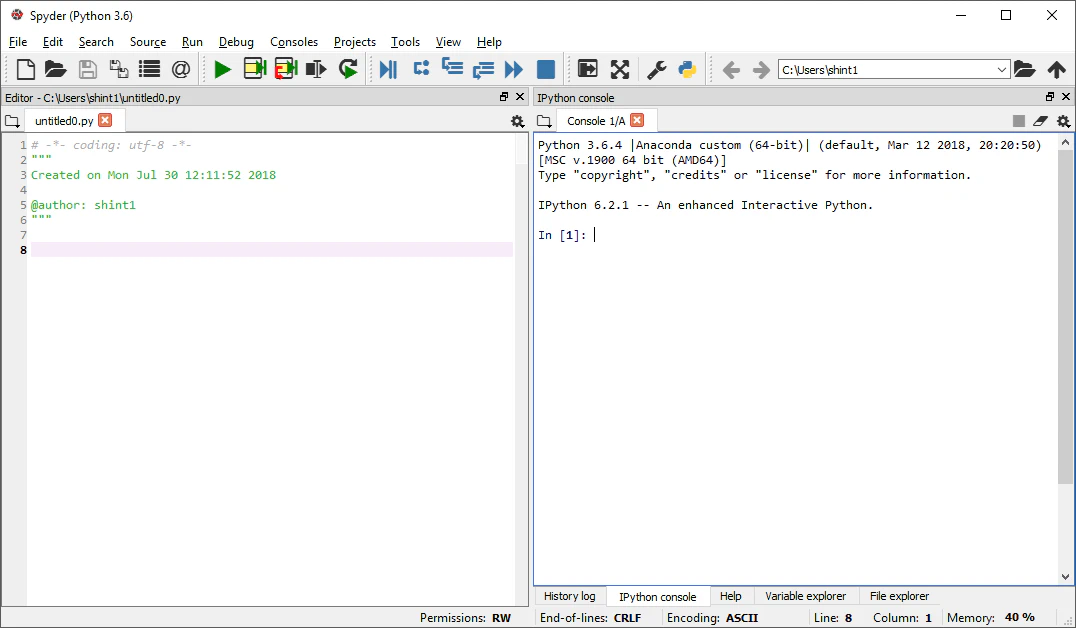 Spyder (Python 3.6)
File Edit Search Source Run Debug Consoles Projects Tools View Help
C:\Users\shint1
Editor - C:\Users\shint1\untitled0.py
untitled0.py
1 # -*- coding: utf-8 -*-
2 """
3 Created on Mon Jul 30 12:11:52 2018
4
5 @author: shint1
6 """
7
8
IPython console
Console 1/A
Python 3.6.4 |Anaconda custom (64-bit)| (default, Mar 12 2018, 20:20:50)
[MSC v.1900 64 bit (AMD64)]
Type "copyright", "credits" or "license" for more information.
IPython 6.2.1 -- An enhanced Interactive Python.
In [1]:
History log IPython console Help Variable explorer File explorer
Permissions: RW End-of-lines: CRLF Encoding: ASCII Line: 8 Column: 1 Memory: 40 %